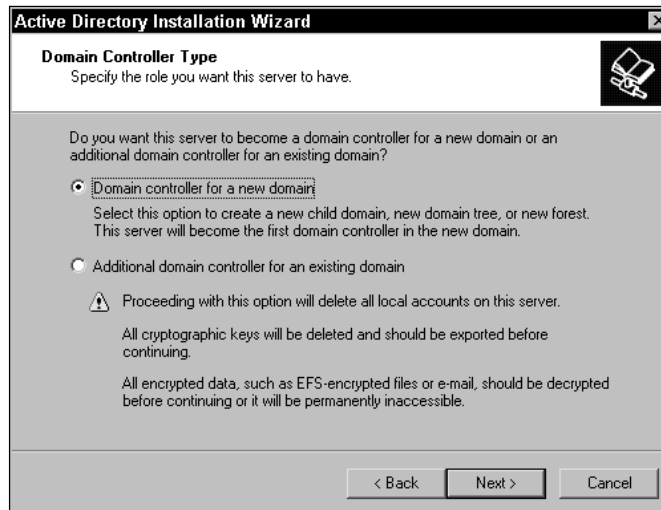 Active Directory Installation Wizard
Domain Controller Type
Specify the role you want this server to have.
Do you want this server to become a domain controller for a new domain or an
additional domain controller for an existing domain?
Domain controller for a new domain
Select this option to create a new child domain, new domain tree, or new forest.
This server will become the first domain controller in the new domain.
Additional domain controller for an existing domain
Proceeding with this option will delete all local accounts on this server.
All cryptographic keys will be deleted and should be exported before
continuing.
All encrypted data, such as EFS-encrypted files or e-mail, should be decrypted
before continuing or it will be permanently inaccessible.
< Back Next > Cancel